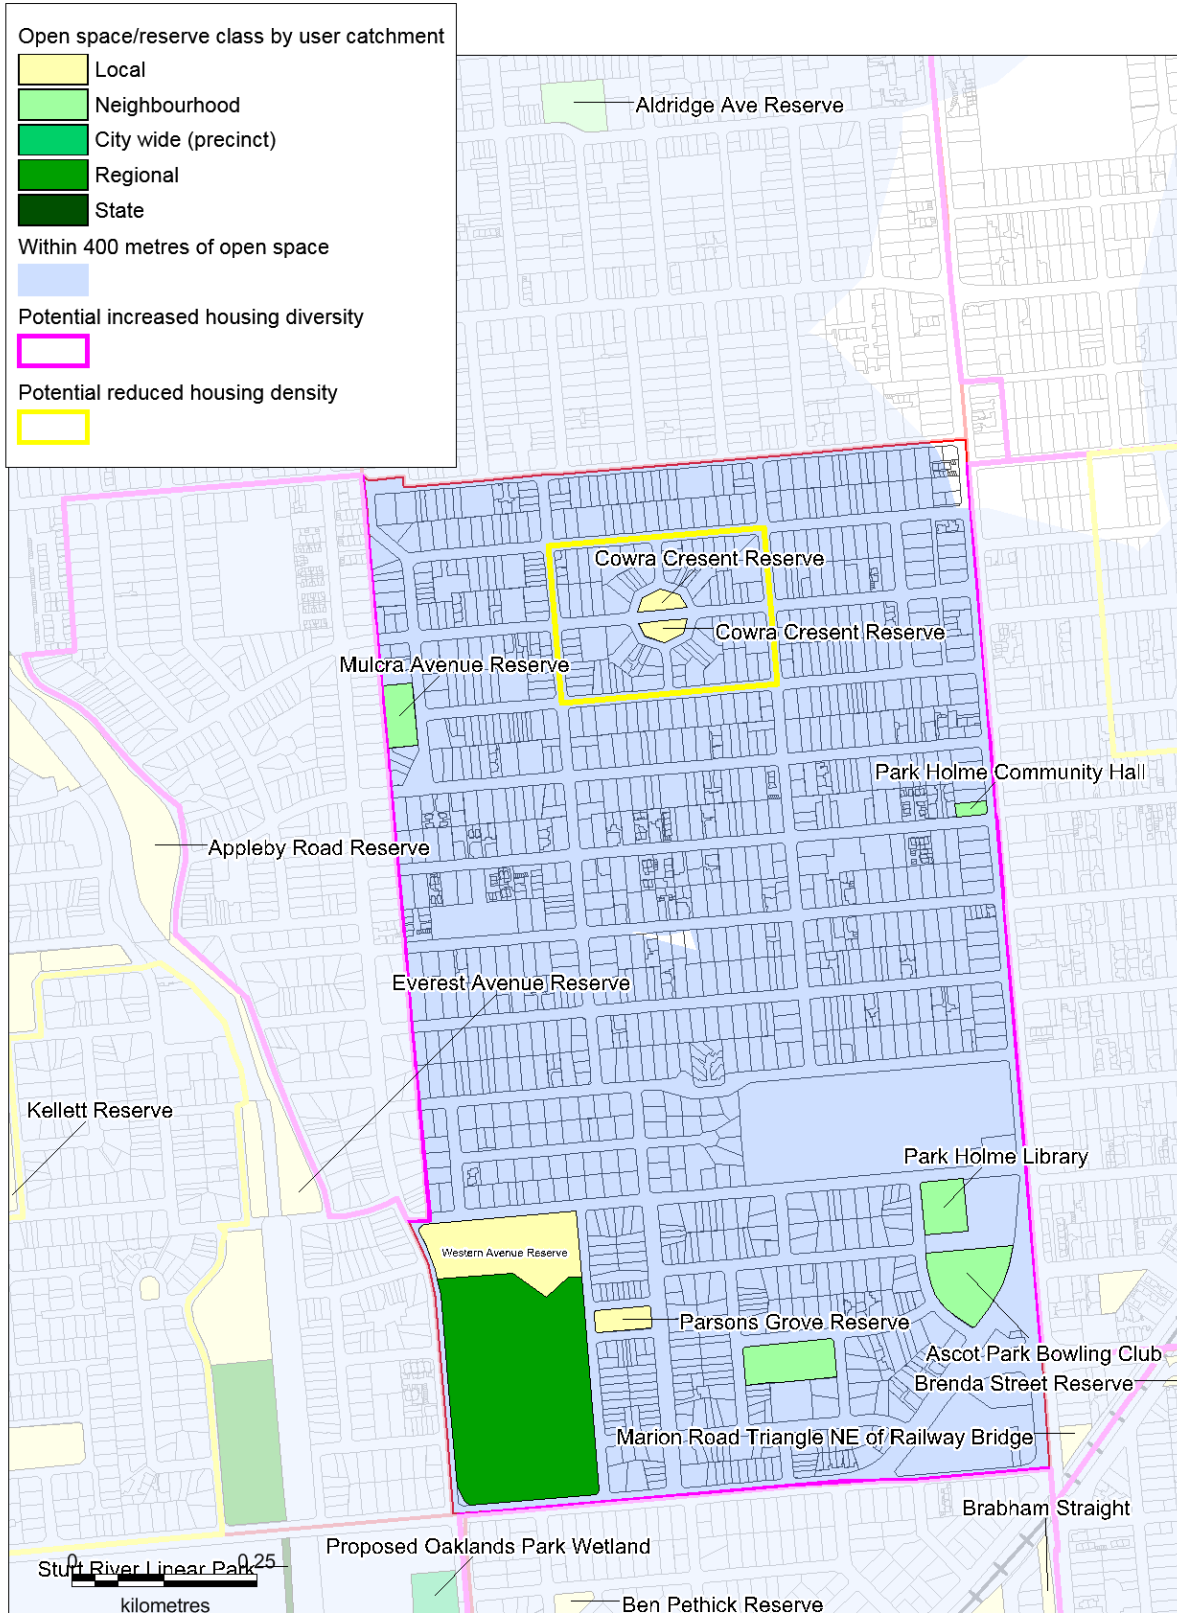 Open space/reserve class by user catchment
Local
Neighbourhood
City wide (precinct)
Regional
State
Within 400 metres of open space
Potential increased housing diversity
Potential reduced housing density
Aldridge Ave Reserve
Cowra Cresent Reserve
Cowra Cresent Reserve
Mulcra Avenue Reserve
Park Holme Community Hall
Appleby Road Reserve
Everest Avenue Reserve
Kellett Reserve
Park Holme Library
Western Avenue Reserve
Parsons Grove Reserve
Ascot Park Bowling Club
Brenda Street Reserve
Marion Road Triangle NE of Railway Bridge
Brabham Straight
Proposed Oaklands Park Wetland
Sturt River Linear Park
0 0.25
kilometres
Ben Pethick Reserve